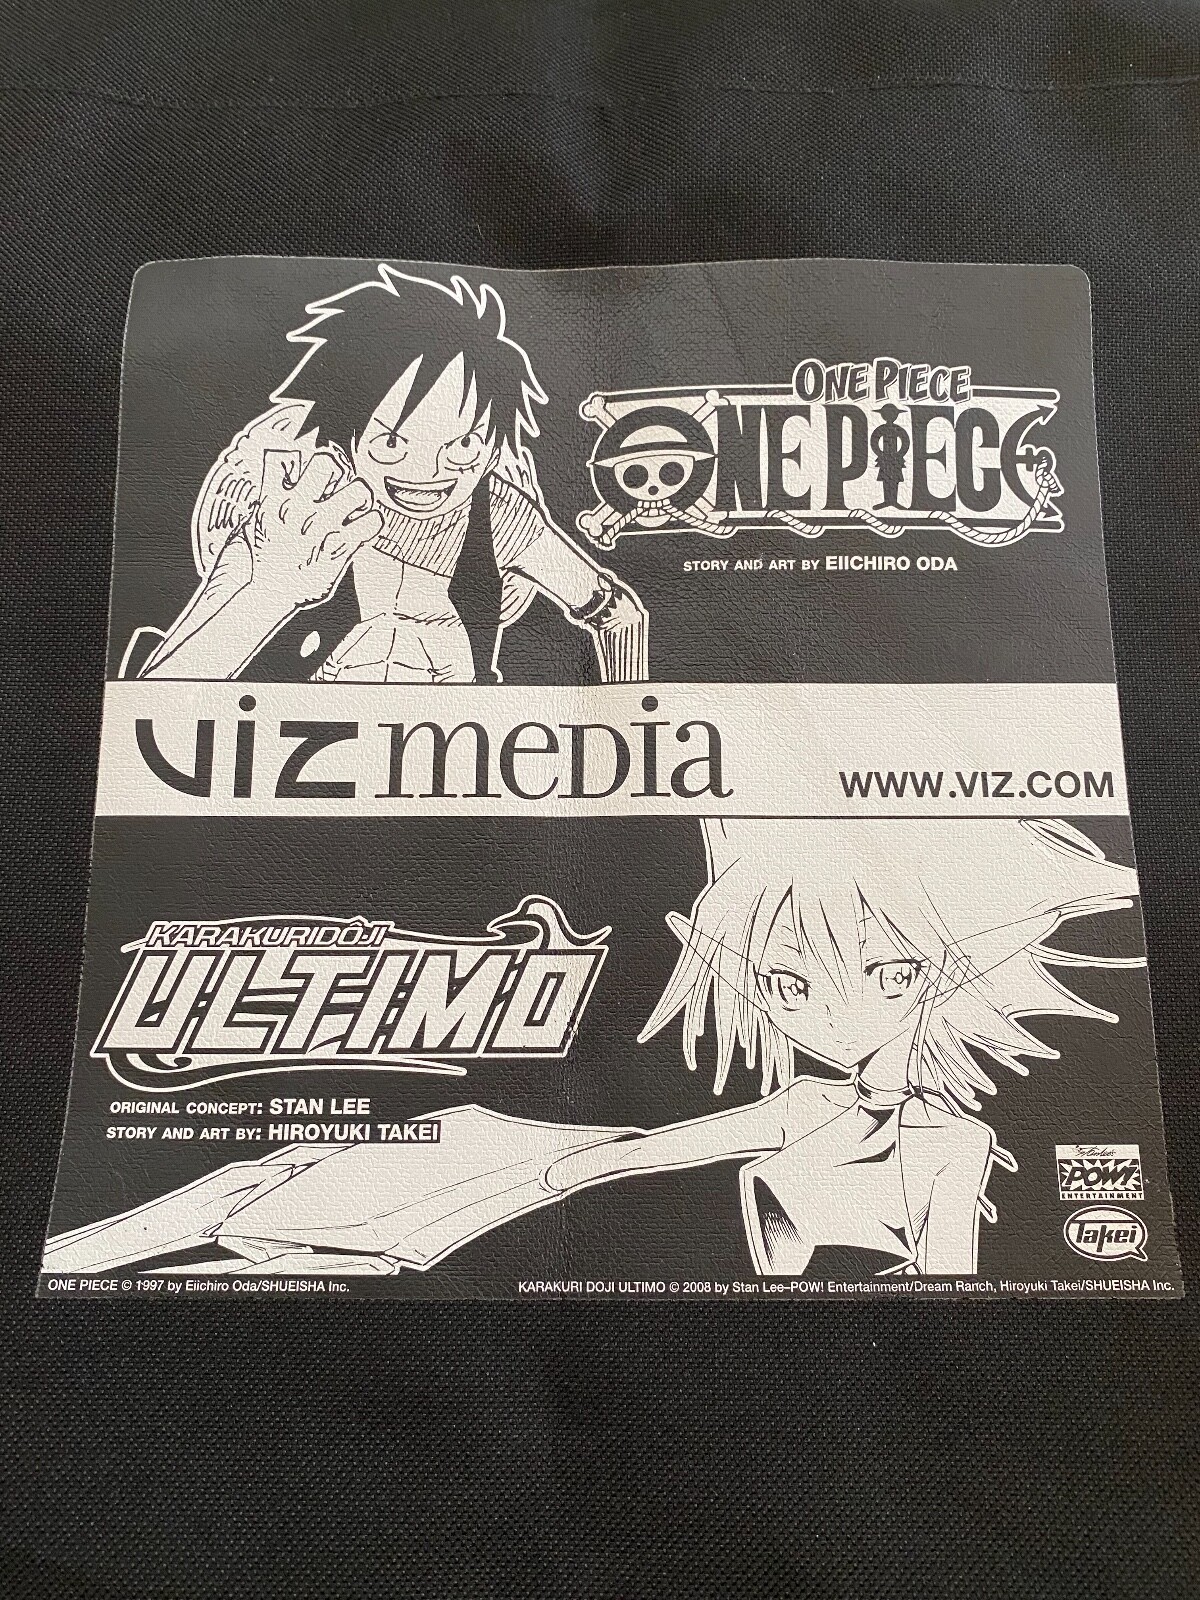 ONE PIECE
ONE PIECE
STORY AND ART BY EIICHIRO ODA
VIZ MEDIA
WWW.VIZ.COM
KARAKURIDÔJI
ULTIMO
ORIGINAL CONCEPT: STAN LEE
STORY AND ART BY: HIROYUKI TAKEI
Stan Lee's
POW!
ENTERTAINMENT
Takei
ONE PIECE © 1997 by Eiichiro Oda/SHUEISHA Inc.
KARAKURI DOJI ULTIMO © 2008 by Stan Lee–POW! Entertainment/Dream Ranch, Hiroyuki Takei/SHUEISHA Inc.